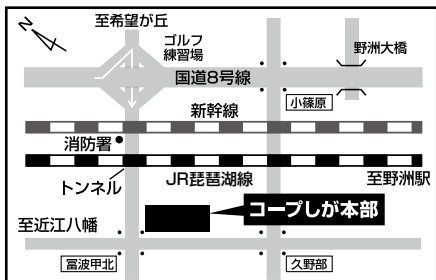 至希望が丘
ゴルフ
練習場
野洲大橋
国道8号線
小篠原
新幹線
消防署
トンネル
JR琵琶湖線
至野洲駅
コープしが本部
至近江八幡
冨波甲北
久野部
N